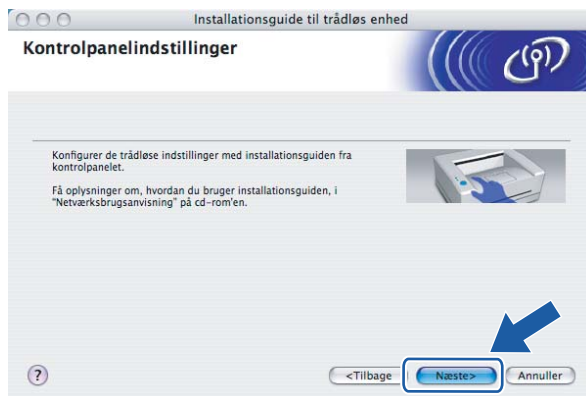 Installationsguide til trådløs enhed
Kontrolpanelindstillinger
Konfigurer de trådløse indstillinger med installationsguiden fra
kontrolpanelet.
Få oplysninger om, hvordan du bruger installationsguiden, i
"Netværksbrugsanvisning" på cd-rom'en.
?
<Tilbage Næste> Annuller